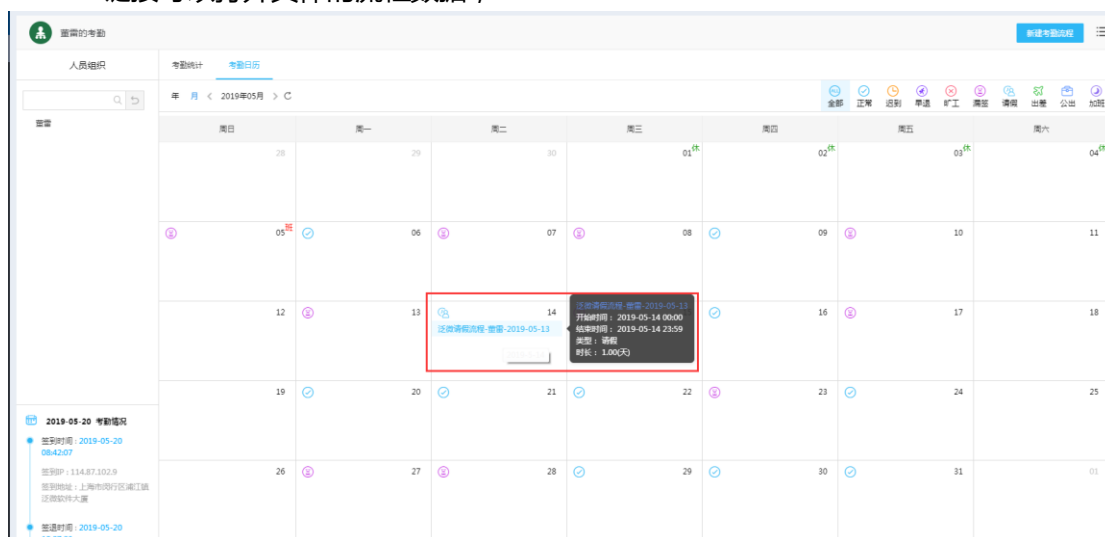 链接可以打开具体的流程数据；
的考勤
新建考勤流程
人员组织
考勤统计 考勤日历
年 月 < 2019年05月 >
全部 正常 迟到 早退 旷工 漏签 请假 出差 公出 加班
周日 周一 周二 周三 周四 周五 周六
28 29 30 01休 02休 03休 04休
05班 06 07 08 09 10 11
12 13 14 16 17 18
泛微请假流程- -2019-05-13
泛微请假流程- -2019-05-13
开始时间： 2019-05-14 00:00
结束时间： 2019-05-14 23:59
类型： 请假
时长： 1.00(天)
19 20 21 22 23 24 25
26 27 28 29 30 31 01
2019-05-20 考勤情况
签到时间：2019-05-20
08:42:07
签到IP：114.87.102.9
签到地址：上海市闵行区浦江镇
泛微软件大厦
签退时间：2019-05-20